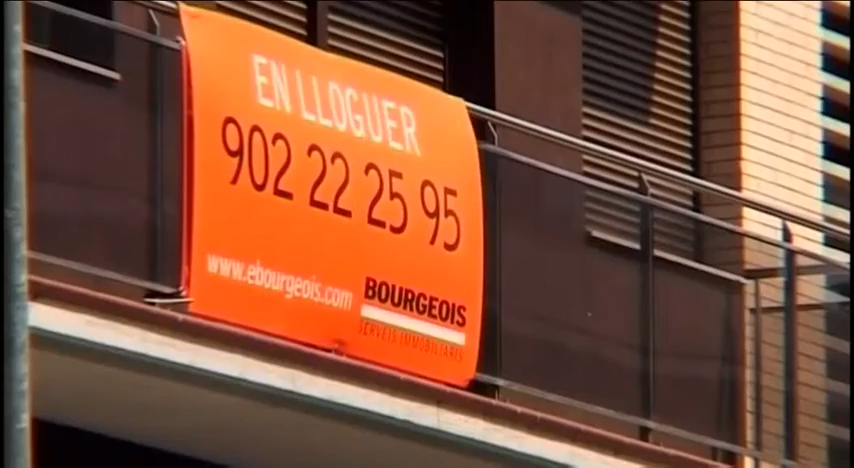 EN LLOGUER
902 22 25 95
www.ebourgeois.com
BOURGEOIS
SERVEIS IMMOBILIARIS